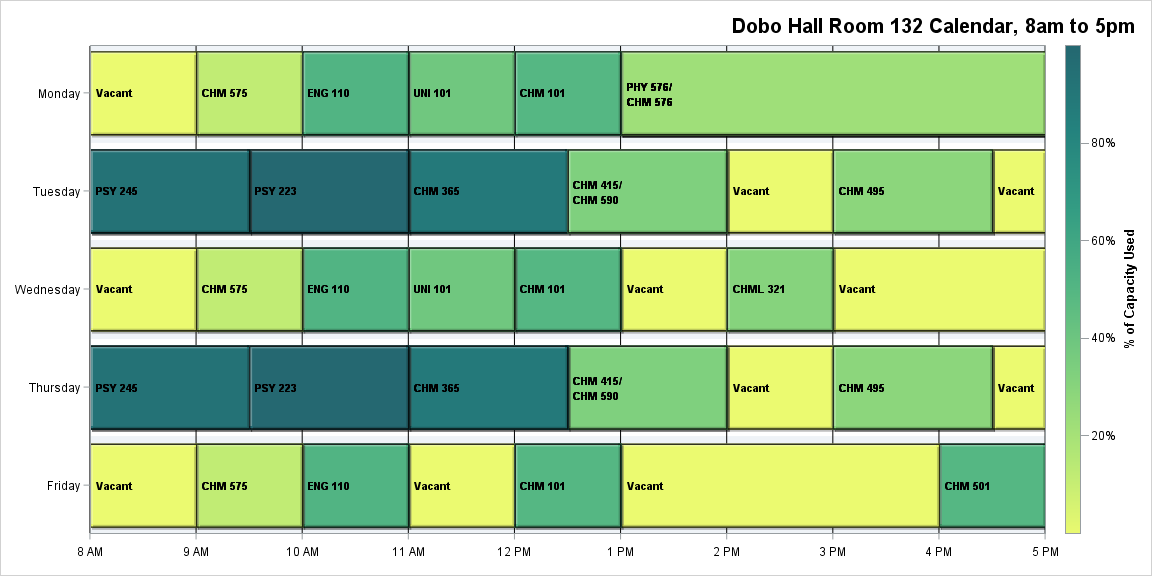 Dobo Hall Room 132 Calendar, 8am to 5pm
Monday
Vacant
CHM 575
ENG 110
UNI 101
CHM 101
PHY 576/
CHM 576
Tuesday
PSY 245
PSY 223
CHM 365
CHM 415/
CHM 590
Vacant
CHM 495
Vacant
Wednesday
Vacant
CHM 575
ENG 110
UNI 101
CHM 101
Vacant
CHML 321
Vacant
Thursday
PSY 245
PSY 223
CHM 365
CHM 415/
CHM 590
Vacant
CHM 495
Vacant
Friday
Vacant
CHM 575
ENG 110
Vacant
CHM 101
Vacant
CHM 501
8 AM
9 AM
10 AM
11 AM
12 PM
1 PM
2 PM
3 PM
4 PM
5 PM
80%
60%
40%
20%
% of Capacity Used